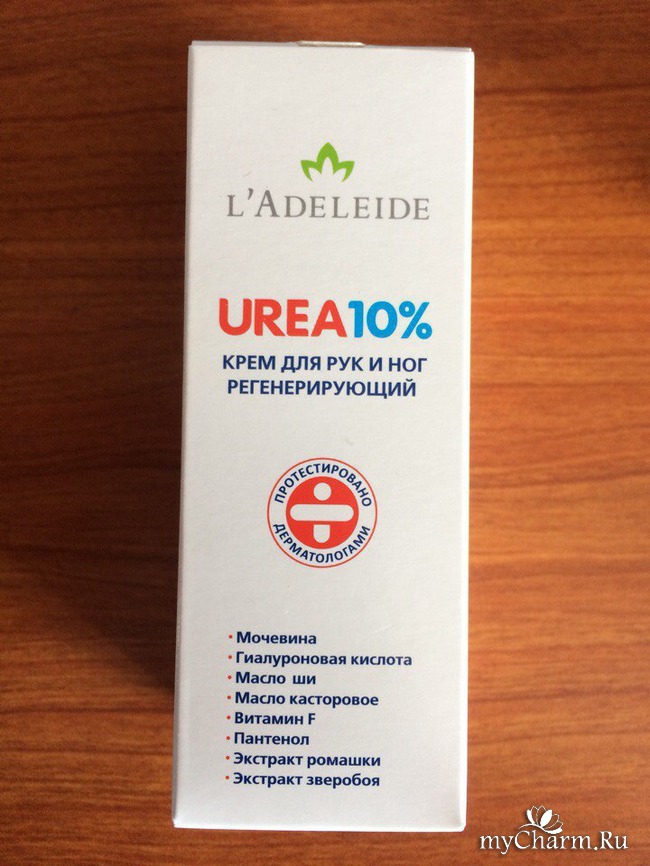 L'ADELEIDE
UREA10%
КРЕМ ДЛЯ РУК И НОГ
РЕГЕНЕРИРУЮЩИЙ
ПРОТЕСТИРОВАНО
ДЕРМАТОЛОГАМИ
• Мочевина
• Гиалуроновая кислота
• Масло ши
• Масло касторовое
• Витамин F
• Пантенол
• Экстракт ромашки
• Экстракт зверобоя
myCharm.Ru